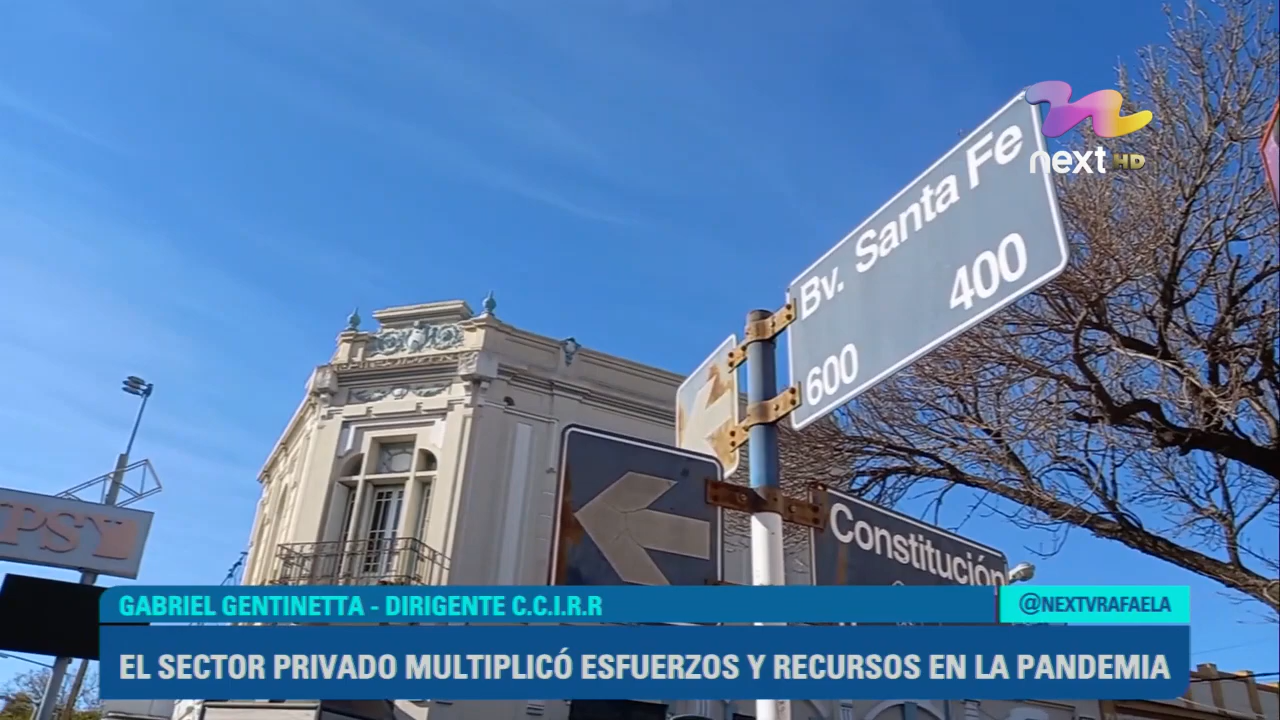 next HD
Bv. Santa Fe
400
600
Constitución
PSY
GABRIEL GENTINETTA - DIRIGENTE C.C.I.R.R
@NEXTVRAFAELA
EL SECTOR PRIVADO MULTIPLICÓ ESFUERZOS Y RECURSOS EN LA PANDEMIA